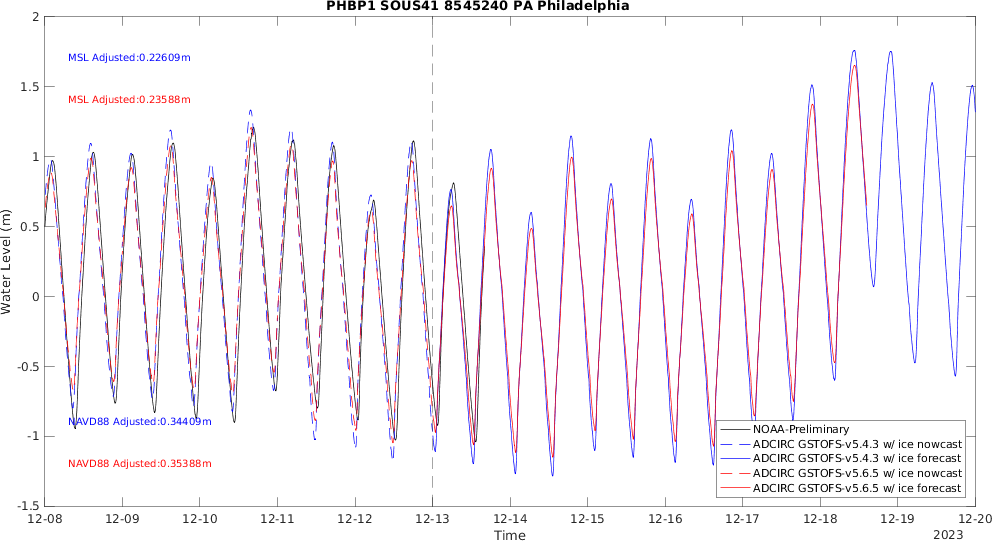 PHBP1 SOUS41 8545240 PA Philadelphia
2
MSL Adjusted:0.22609m
1.5
MSL Adjusted:0.23588m
1
0.5
Water Level (m)
0
-0.5
NAVD88 Adjusted:0.34409m
NOAA-Preliminary
-1
ADCIRC GSTOFS-v5.4.3 w/ ice nowcast
ADCIRC GSTOFS-v5.4.3 w/ ice forecast
NAVD88 Adjusted:0.35388m
ADCIRC GSTOFS-v5.6.5 w/ ice nowcast
ADCIRC GSTOFS-v5.6.5 w/ ice forecast
-1.5
12-08 12-09 12-10 12-11 12-12 12-13 12-14 12-15 12-16 12-17 12-18 12-19 12-20
Time
2023